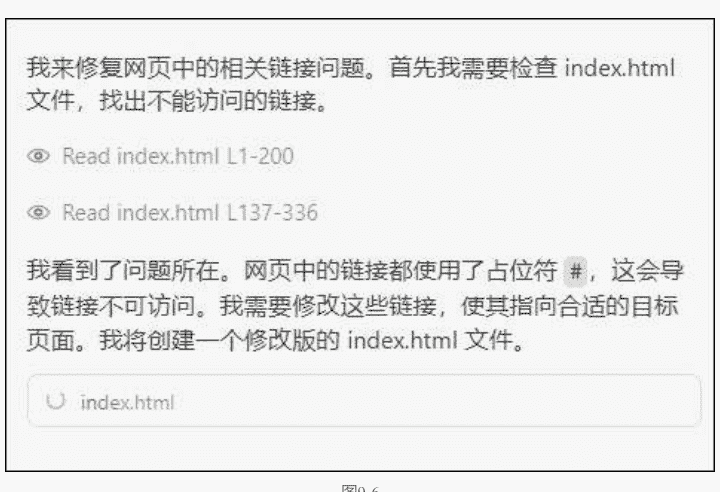 我来修复网页中的相关链接问题。首先我需要检查 index.html
文件，找出不能访问的链接。
Read index.html L1-200
Read index.html L137-336
我看到了问题所在。网页中的链接都使用了占位符 #，这会导
致链接不可访问。我需要修改这些链接，使其指向合适的目标
页面。我将创建一个修改版的 index.html 文件。
index.html
图9-6